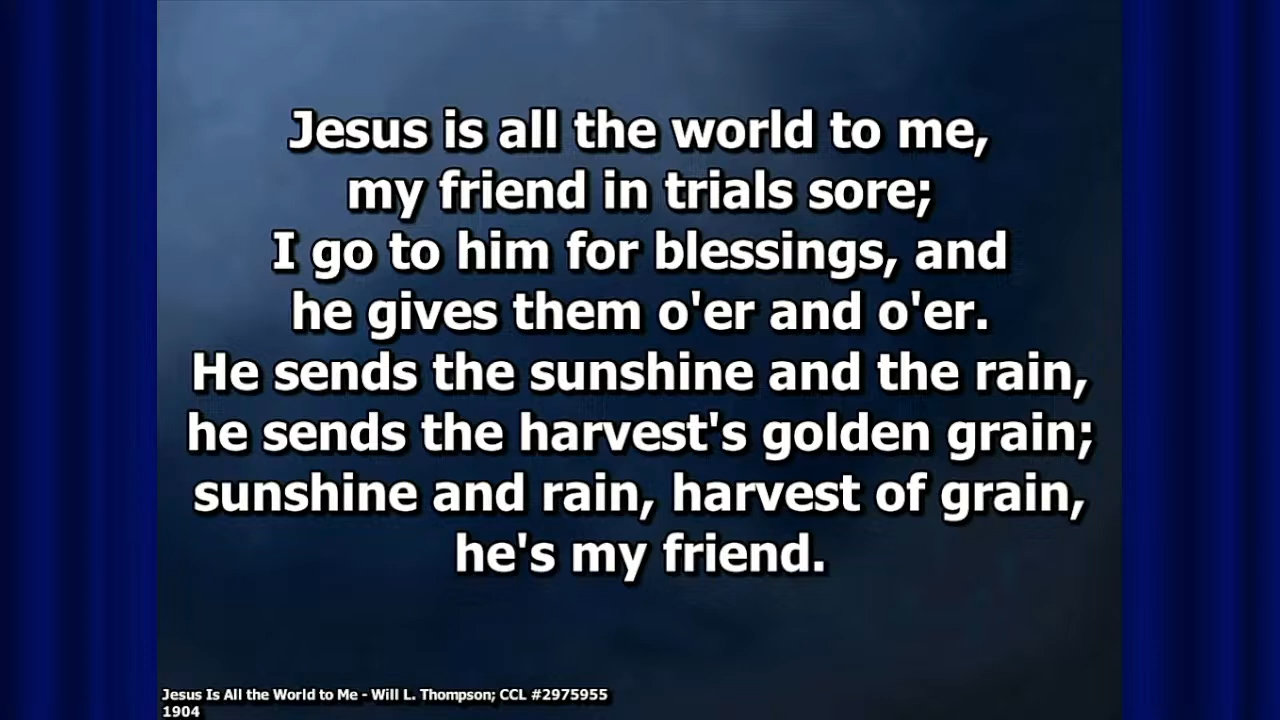 Jesus is all the world to me,
my friend in trials sore;
I go to him for blessings, and
he gives them o'er and o'er.
He sends the sunshine and the rain,
he sends the harvest's golden grain;
sunshine and rain, harvest of grain,
he's my friend.
Jesus Is All the World to Me - Will L. Thompson; CCL #2975955
1904